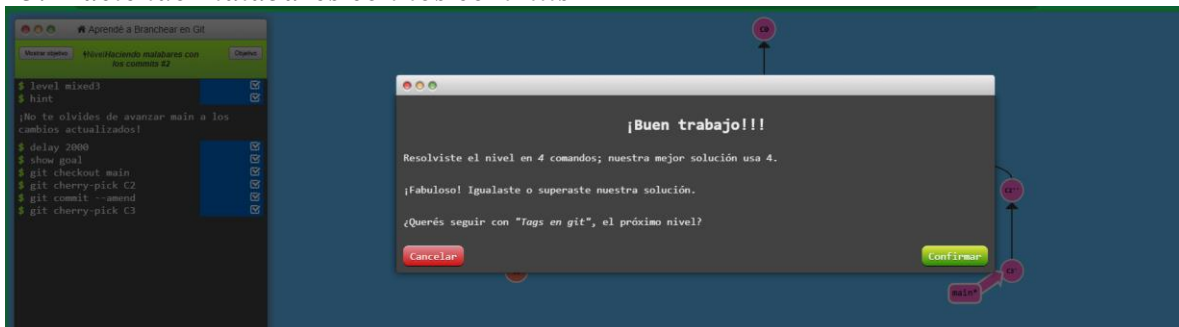 Aprendé a Branchear en Git
Mostrar objetivo
Nivel Haciendo malabares con los commits #2
Objetivo
$ level mixed3
$ hint
¡No te olvides de avanzar main a los
cambios actualizados!
$ delay 2000
$ show goal
$ git checkout main
$ git cherry-pick C2
$ git commit --amend
$ git cherry-pick C3
C0
¡Buen trabajo!!!
Resolviste el nivel en 4 comandos; nuestra mejor solución usa 4.
¡Fabuloso! Igualaste o superaste nuestra solución.
¿Querés seguir con "Tags en git", el próximo nivel?
Cancelar
Confirmar
C2''
C3'
main*